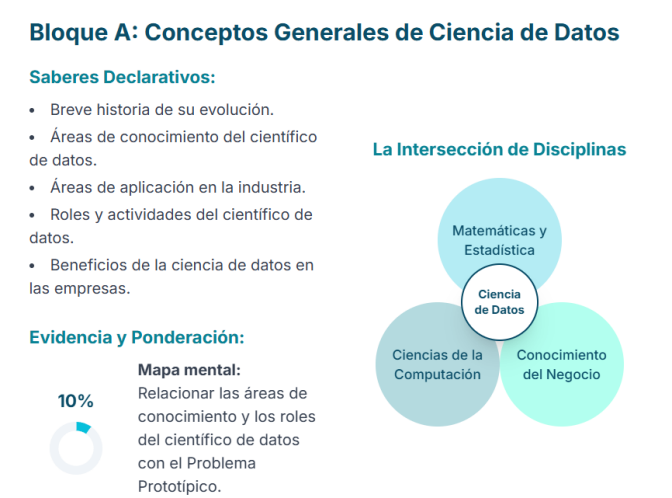 Bloque A: Conceptos Generales de Ciencia de Datos
Saberes Declarativos:
• Breve historia de su evolución.
• Áreas de conocimiento del científico
de datos.
• Áreas de aplicación en la industria.
• Roles y actividades del científico de
datos.
• Beneficios de la ciencia de datos en
las empresas.
Evidencia y Ponderación:
10%
Mapa mental:
Relacionar las áreas de
conocimiento y los roles
del científico de datos
con el Problema
Prototípico.
La Intersección de Disciplinas
Matemáticas y
Estadística
Ciencia
de Datos
Ciencias de la
Computación
Conocimiento
del Negocio